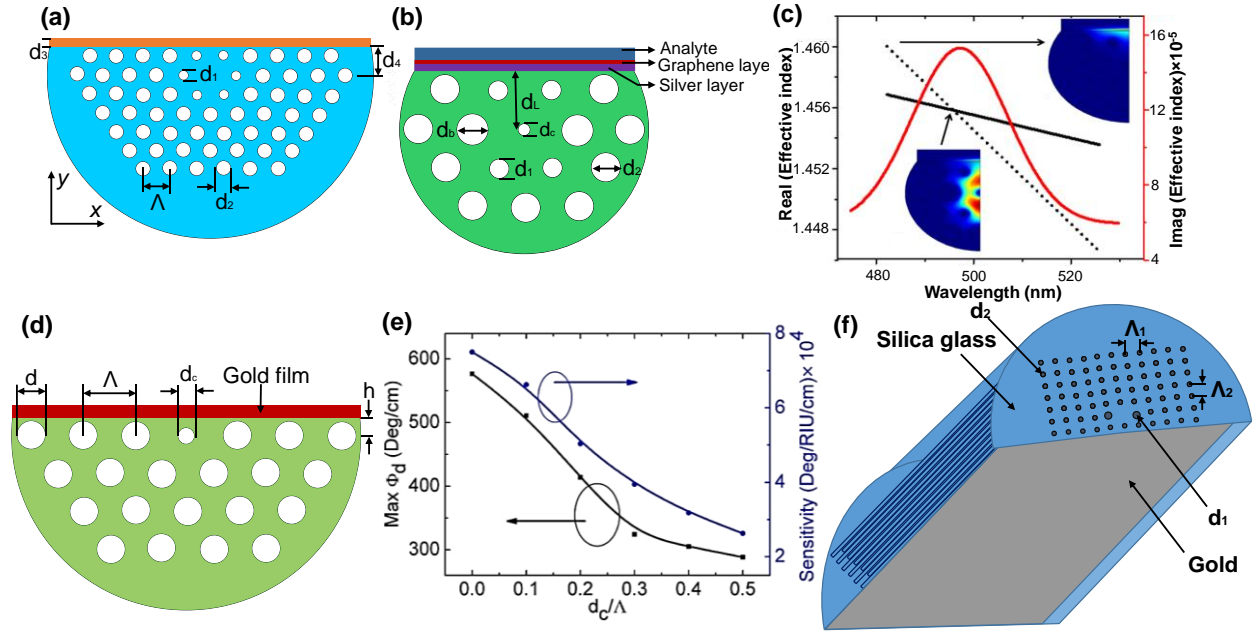 (a)
d3
d4
d1
Λ
d2
y
x
(b)
Analyte
Graphene laye
Silver layer
dL
db
dc
d1
d2
(c)
Real (Effective index)
1.460
1.456
1.452
1.448
480
500
520
Wavelength (nm)
16
12
8
6
4
Imag (Effective index)×10-5
(d)
d
Λ
dc
Gold film
h
(e)
Max Φd (Deg/cm)
600
500
400
300
0.0
0.1
0.2
0.3
0.4
0.5
dc/Λ
8
6
4
2
Sensitivity (Deg/RIU/cm)× 104
(f)
d2
Silica glass
Λ1
Λ2
d1
Gold